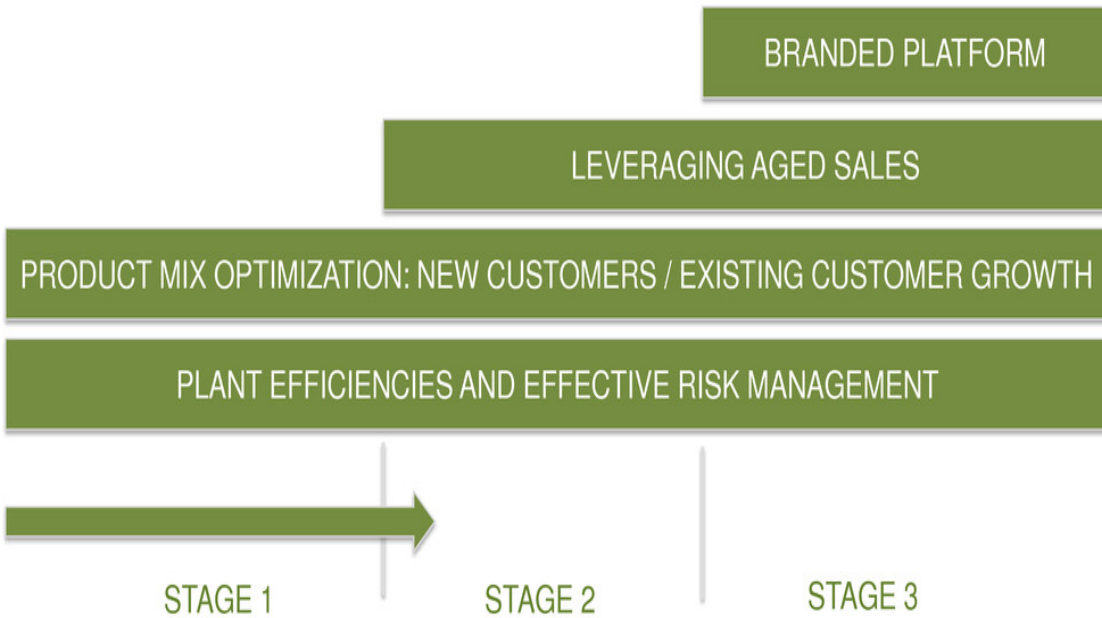 BRANDED PLATFORM
LEVERAGING AGED SALES
PRODUCT MIX OPTIMIZATION: NEW CUSTOMERS / EXISTING CUSTOMER GROWTH
PLANT EFFICIENCIES AND EFFECTIVE RISK MANAGEMENT
STAGE 1
STAGE 2
STAGE 3